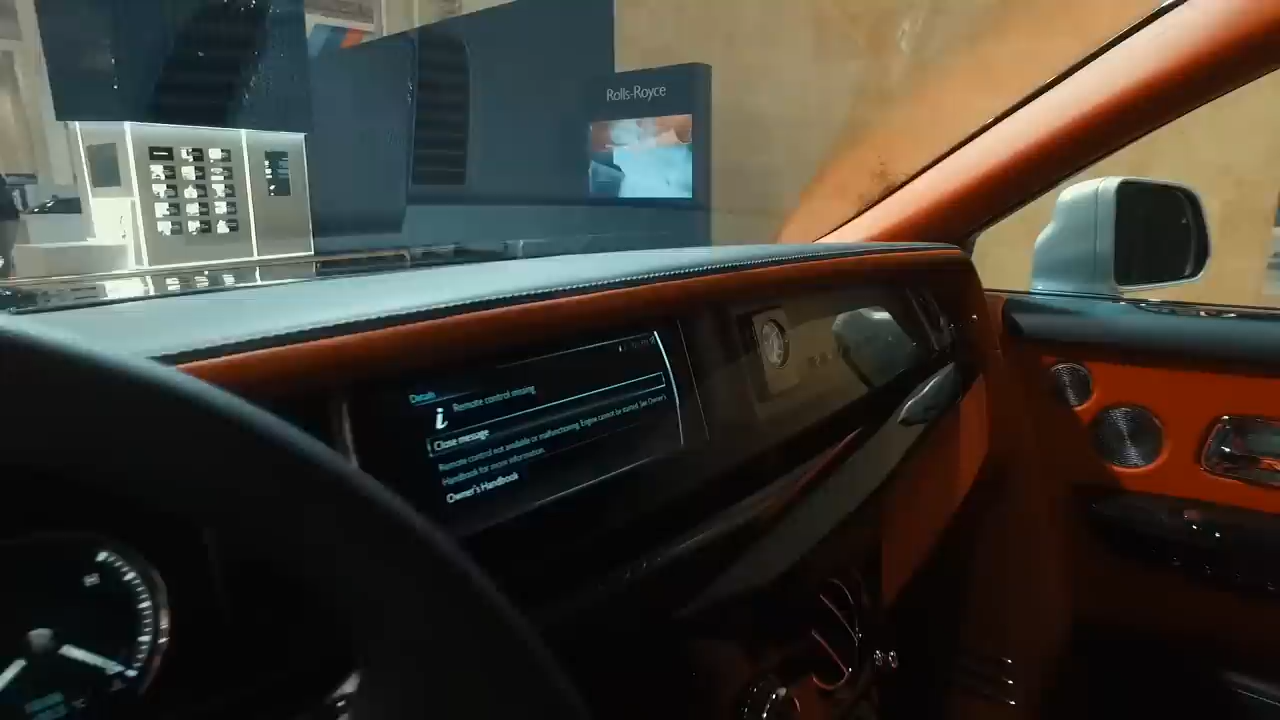 Rolls-Royce
Details
Remote control missing
Close message
Remote control not available or malfunctioning. Engine cannot be started. See Owner's
Handbook for more information.
Owner's Handbook